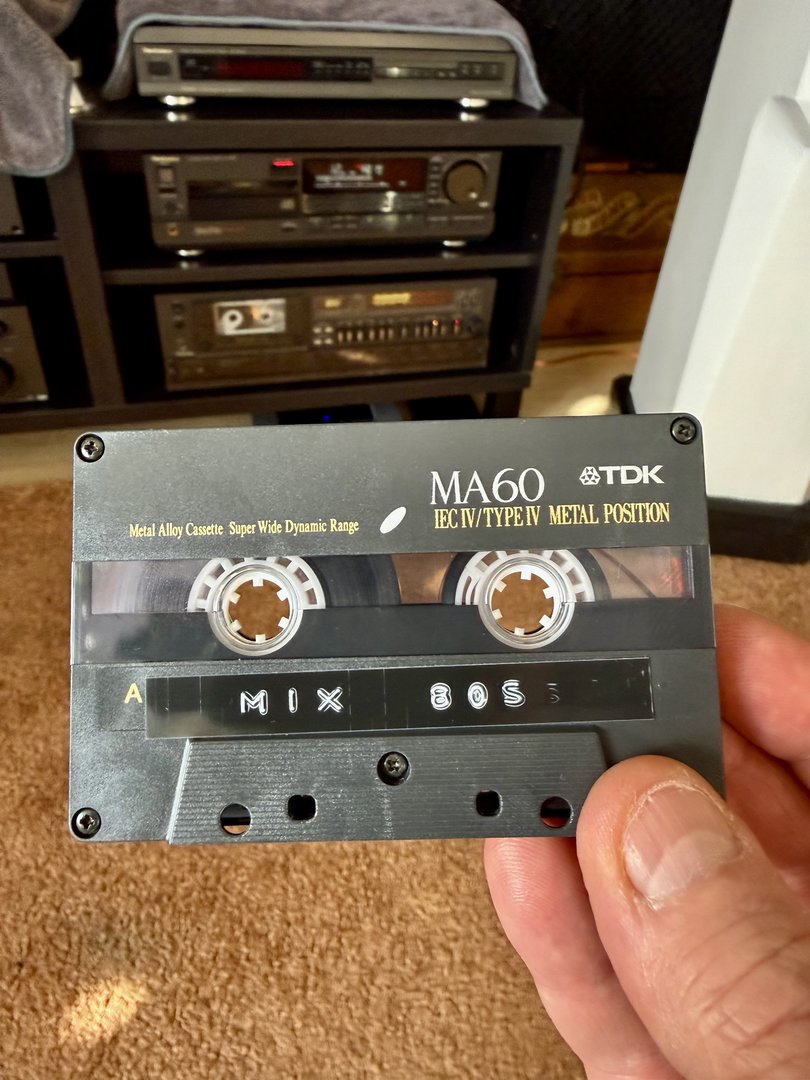 MA60
TDK
Metal Alloy Cassette Super Wide Dynamic Range
IEC IV/TYPE IV METAL POSITION
A
MIX 80S